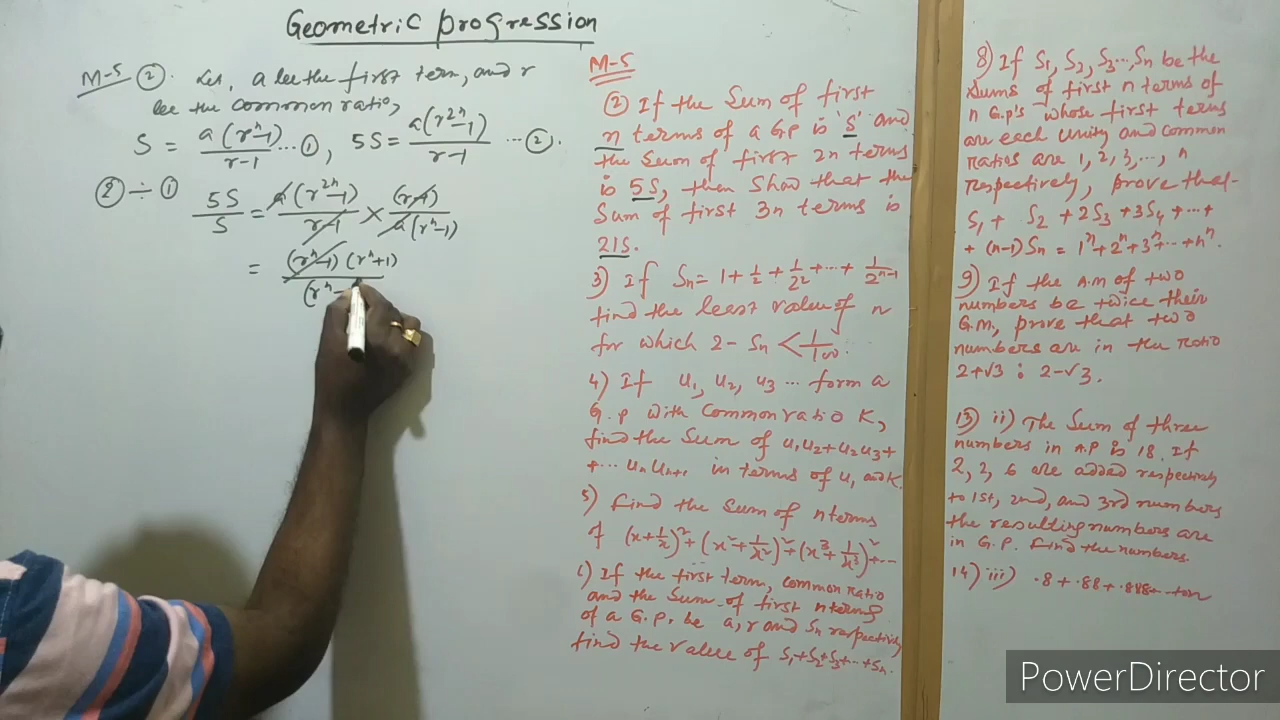 Geometric progression
M-5 ②. Let, a be the first term, and r
be the common ratio,
S = a(rⁿ-1)/(r-1) ...①, 5S = a(r²ⁿ-1)/(r-1) ...②.
② ÷ ① 5S/S = a(r²ⁿ-1)/(r-1) × (r-1)/a(rⁿ-1)
= (rⁿ-1)(rⁿ+1)/(rⁿ-
M-5
② If the Sum of first
n terms of a GP is 'S' and
the Sum of first 2n terms
is 5S, then Show that the
Sum of first 3n terms is
21S.
3) If Sn = 1 + 1/2 + 1/2² + ... + 1/2ⁿ⁻¹
find the least value of n
for which 2 - Sn < 1/100.
4) If u₁, u₂, u₃ ... form a
G.P with Common ratio K,
find the Sum of u₁u₂+u₂u₃+
+... uₙuₙ₊₁ in terms of u₁ and K.
5) find the Sum of n terms
of (x+1/x)² + (x²+1/x²)² + (x³+1/x³)² + ...
6) If the first term, common ratio
and the Sum of first n terms
of a G.P. be a, r and Sn respectively
find the value of S₁+S₂+S₃+...+Sn.
8) If S₁, S₂, S₃...,Sn be the
Sums of first n terms of
n G.P's whose first terms
are each Unity and Common
ratios are 1, 2, 3, ..., n
respectively, prove that-
S₁ + S₂ + 2S₃ + 3S₄ + ... +
+ (n-1)Sn = 1ⁿ+2ⁿ+3ⁿ+...+nⁿ.
9) If the A.M of two
numbers be twice their
G.M, prove that two
numbers are in the ratio
2+√3 : 2-√3.
13) ii) The Sum of three
numbers in A.P is 18. If
2, 2, 6 are added respectively
to 1st, 2nd, and 3rd numbers
the resulting numbers are
in G.P. find the numbers.
14) iii) .8 + .88 + .888 -
PowerDirector